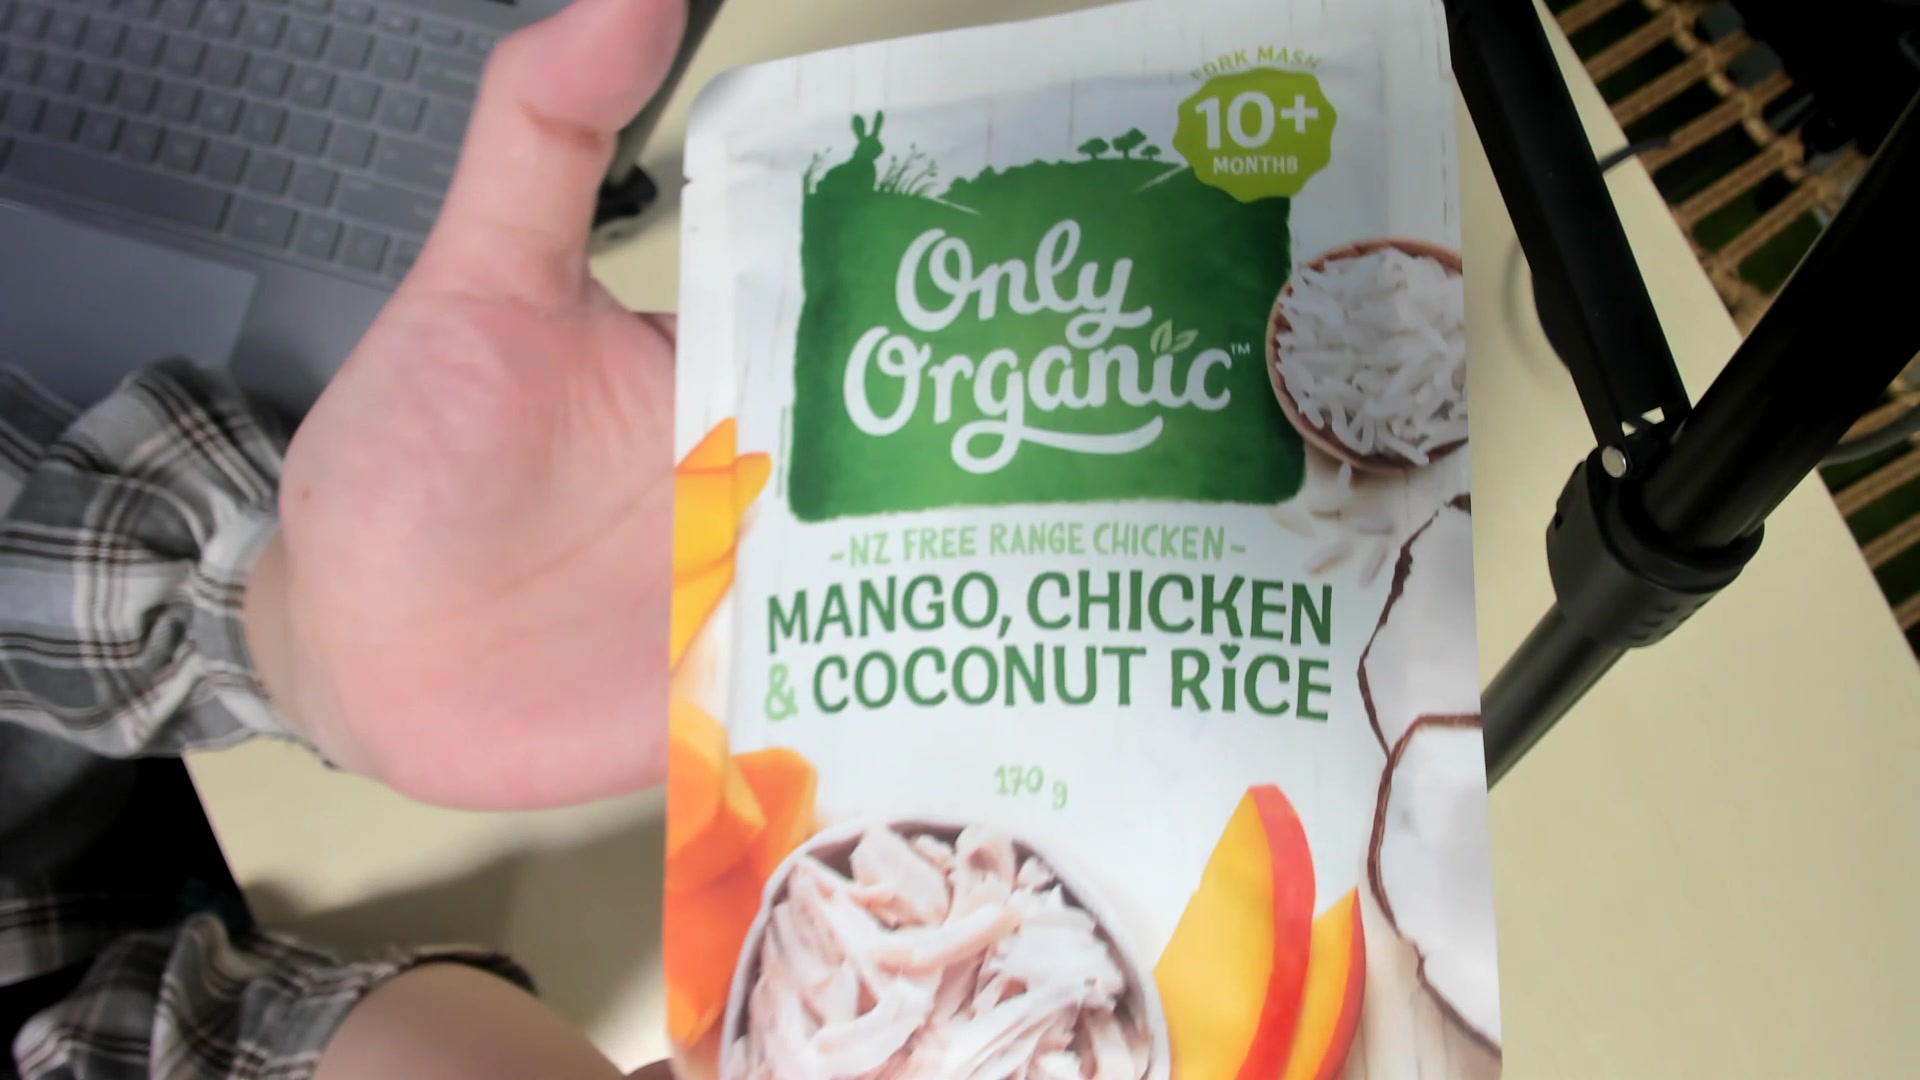 FORK MASH
10+
MONTHS
Only
Organic™
-NZ FREE RANGE CHICKEN-
MANGO, CHICKEN
& COCONUT RiCE
170 g